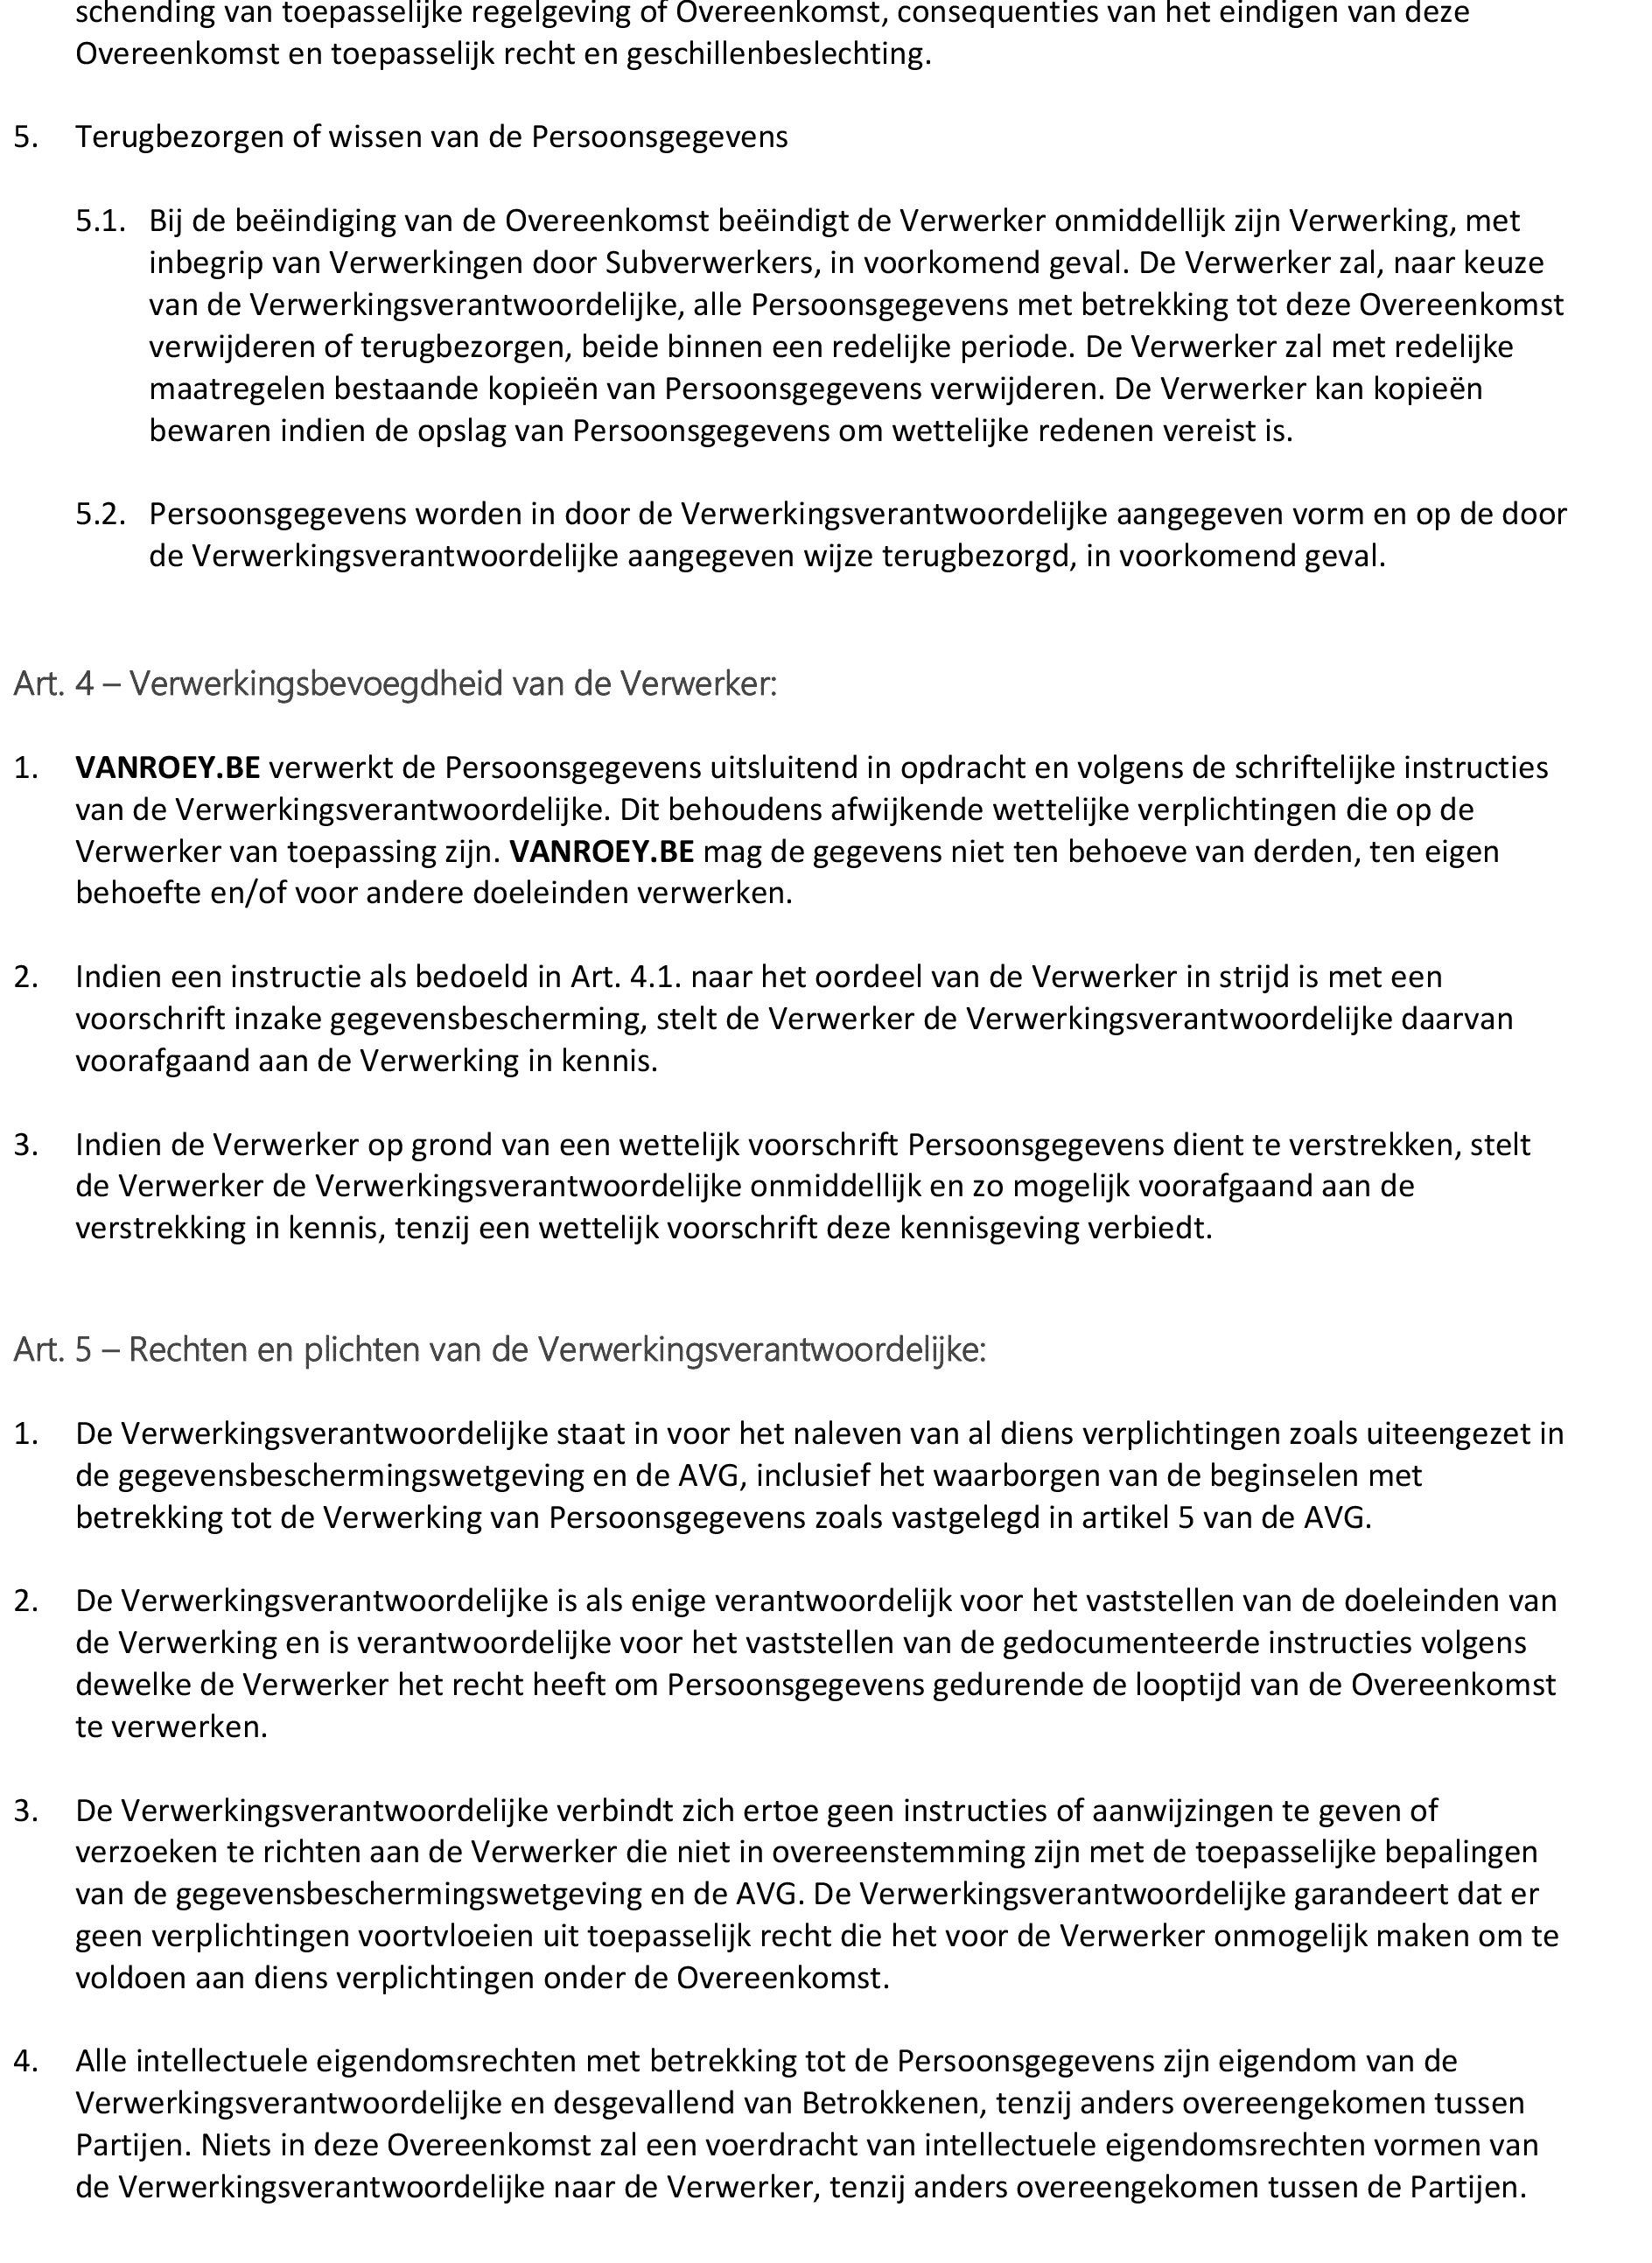 schending van toepasselijke regelgeving of Overeenkomst, consequenties van het eindigen van deze
Overeenkomst en toepasselijk recht en geschillenbeslechting.
5. Terugbezorgen of wissen van de Persoonsgegevens
5.1. Bij de beëindiging van de Overeenkomst beëindigt de Verwerker onmiddellijk zijn Verwerking, met
inbegrip van Verwerkingen door Subverwerkers, in voorkomend geval. De Verwerker zal, naar keuze
van de Verwerkingsverantwoordelijke, alle Persoonsgegevens met betrekking tot deze Overeenkomst
verwijderen of terugbezorgen, beide binnen een redelijke periode. De Verwerker zal met redelijke
maatregelen bestaande kopieën van Persoonsgegevens verwijderen. De Verwerker kan kopieën
bewaren indien de opslag van Persoonsgegevens om wettelijke redenen vereist is.
5.2. Persoonsgegevens worden in door de Verwerkingsverantwoordelijke aangegeven vorm en op de door
de Verwerkingsverantwoordelijke aangegeven wijze terugbezorgd, in voorkomend geval.
Art. 4 – Verwerkingsbevoegdheid van de Verwerker:
1. VANROEY.BE verwerkt de Persoonsgegevens uitsluitend in opdracht en volgens de schriftelijke instructies
van de Verwerkingsverantwoordelijke. Dit behoudens afwijkende wettelijke verplichtingen die op de
Verwerker van toepassing zijn. VANROEY.BE mag de gegevens niet ten behoeve van derden, ten eigen
behoefte en/of voor andere doeleinden verwerken.
2. Indien een instructie als bedoeld in Art. 4.1. naar het oordeel van de Verwerker in strijd is met een
voorschrift inzake gegevensbescherming, stelt de Verwerker de Verwerkingsverantwoordelijke daarvan
voorafgaand aan de Verwerking in kennis.
3. Indien de Verwerker op grond van een wettelijk voorschrift Persoonsgegevens dient te verstrekken, stelt
de Verwerker de Verwerkingsverantwoordelijke onmiddellijk en zo mogelijk voorafgaand aan de
verstrekking in kennis, tenzij een wettelijk voorschrift deze kennisgeving verbiedt.
Art. 5 – Rechten en plichten van de Verwerkingsverantwoordelijke:
1. De Verwerkingsverantwoordelijke staat in voor het naleven van al diens verplichtingen zoals uiteengezet in
de gegevensbeschermingswetgeving en de AVG, inclusief het waarborgen van de beginselen met
betrekking tot de Verwerking van Persoonsgegevens zoals vastgelegd in artikel 5 van de AVG.
2. De Verwerkingsverantwoordelijke is als enige verantwoordelijk voor het vaststellen van de doeleinden van
de Verwerking en is verantwoordelijke voor het vaststellen van de gedocumenteerde instructies volgens
dewelke de Verwerker het recht heeft om Persoonsgegevens gedurende de looptijd van de Overeenkomst
te verwerken.
3. De Verwerkingsverantwoordelijke verbindt zich ertoe geen instructies of aanwijzingen te geven of
verzoeken te richten aan de Verwerker die niet in overeenstemming zijn met de toepasselijke bepalingen
van de gegevensbeschermingswetgeving en de AVG. De Verwerkingsverantwoordelijke garandeert dat er
geen verplichtingen voortvloeien uit toepasselijk recht die het voor de Verwerker onmogelijk maken om te
voldoen aan diens verplichtingen onder de Overeenkomst.
4. Alle intellectuele eigendomsrechten met betrekking tot de Persoonsgegevens zijn eigendom van de
Verwerkingsverantwoordelijke en desgevallend van Betrokkenen, tenzij anders overeengekomen tussen
Partijen. Niets in deze Overeenkomst zal een voerdracht van intellectuele eigendomsrechten vormen van
de Verwerkingsverantwoordelijke naar de Verwerker, tenzij anders overeengekomen tussen de Partijen.